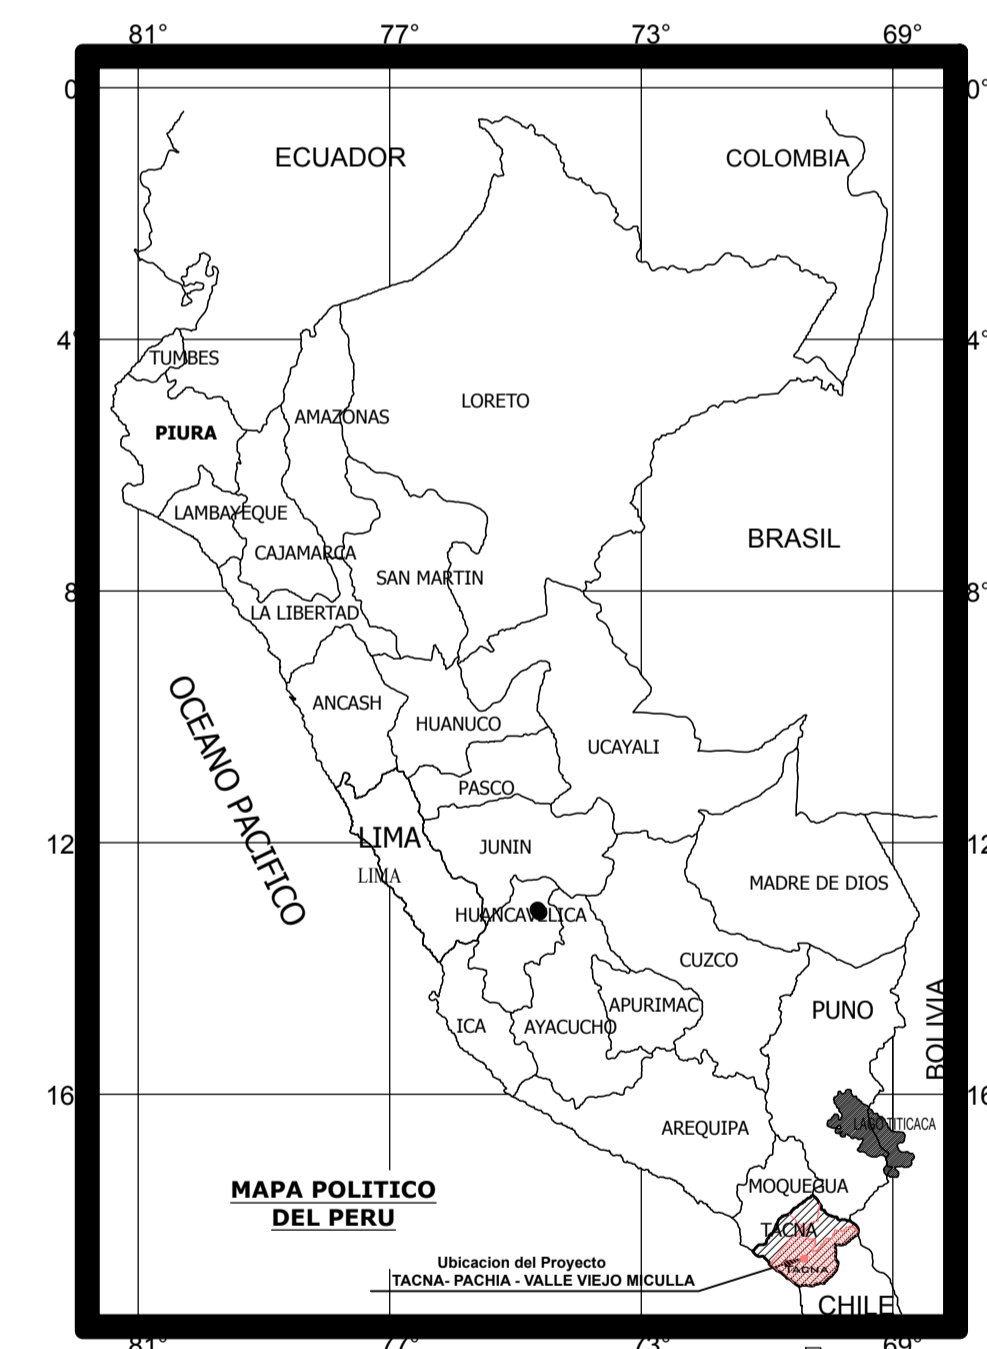 81° 77° 73° 69°
0 0°
ECUADOR
COLOMBIA
4° 4°
TUMBES
LORETO
AMAZONAS
PIURA
LAMBAYEQUE
BRASIL
CAJAMARCA
SAN MARTIN
8 8°
LA LIBERTAD
ANCASH
HUANUCO
UCAYALI
OCEANO PACIFICO
PASCO
LIMA
JUNIN
12 12
LIMA
MADRE DE DIOS
HUANCAVELICA
CUZCO
APURIMAC
PUNO
BOLIVIA
ICA
AYACUCHO
16 16
LAGO TITICACA
AREQUIPA
MOQUEGUA
MAPA POLITICO
DEL PERU
TACNA
Ubicacion del Proyecto
TACNA- PACHIA - VALLE VIEJO MICULLA
TACNA
CHILE
81° 77° 73° 69°